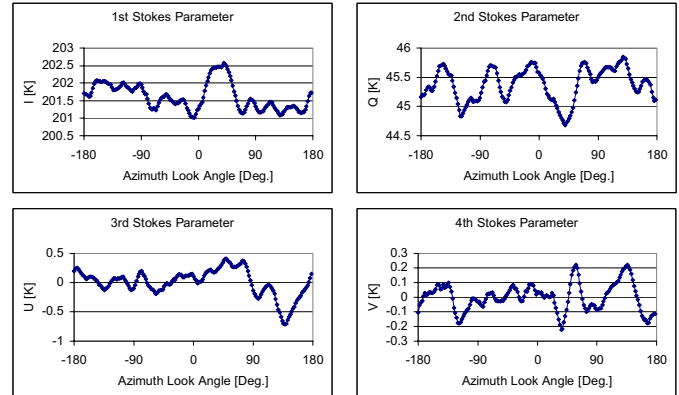 1st Stokes Parameter
203
202.5
202
201.5
201
200.5
I [K]
-180 -90 0 90 180
Azimuth Look Angle [Deg.]
2nd Stokes Parameter
46
45.5
45
44.5
Q [K]
-180 -90 0 90 180
Azimuth Look Angle [Deg.]
3rd Stokes Parameter
0.5
0
-0.5
-1
U [K]
-180 -90 0 90 180
Azimuth Look Angle [Deg.]
4th Stokes Parameter
0.3
0.2
0.1
0
-0.1
-0.2
-0.3
V [K]
-180 -90 0 90 180
Azimuth Look Angle [Deg.]